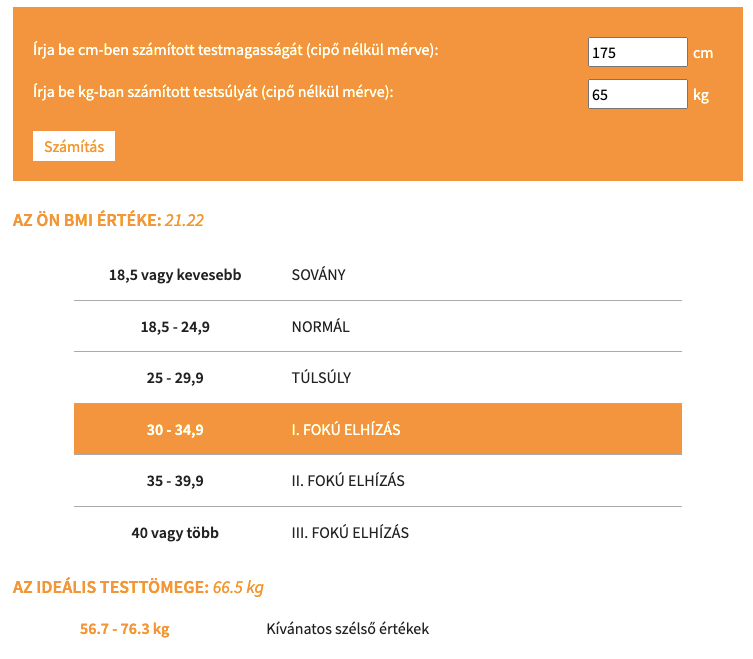 Írja be cm-ben számított testmagasságát (cipő nélkül mérve): 175 cm
Írja be kg-ban számított testsúlyát (cipő nélkül mérve): 65 kg
Számítás
AZ ÖN BMI ÉRTÉKE: 21.22
18,5 vagy kevesebb SOVÁNY
18,5 - 24,9 NORMÁL
25 - 29,9 TÚLSÚLY
30 - 34,9 I. FOKÚ ELHÍZÁS
35 - 39,9 II. FOKÚ ELHÍZÁS
40 vagy több III. FOKÚ ELHÍZÁS
AZ IDEÁLIS TESTTÖMEGE: 66.5 kg
56.7 - 76.3 kg Kívánatos szélső értékek